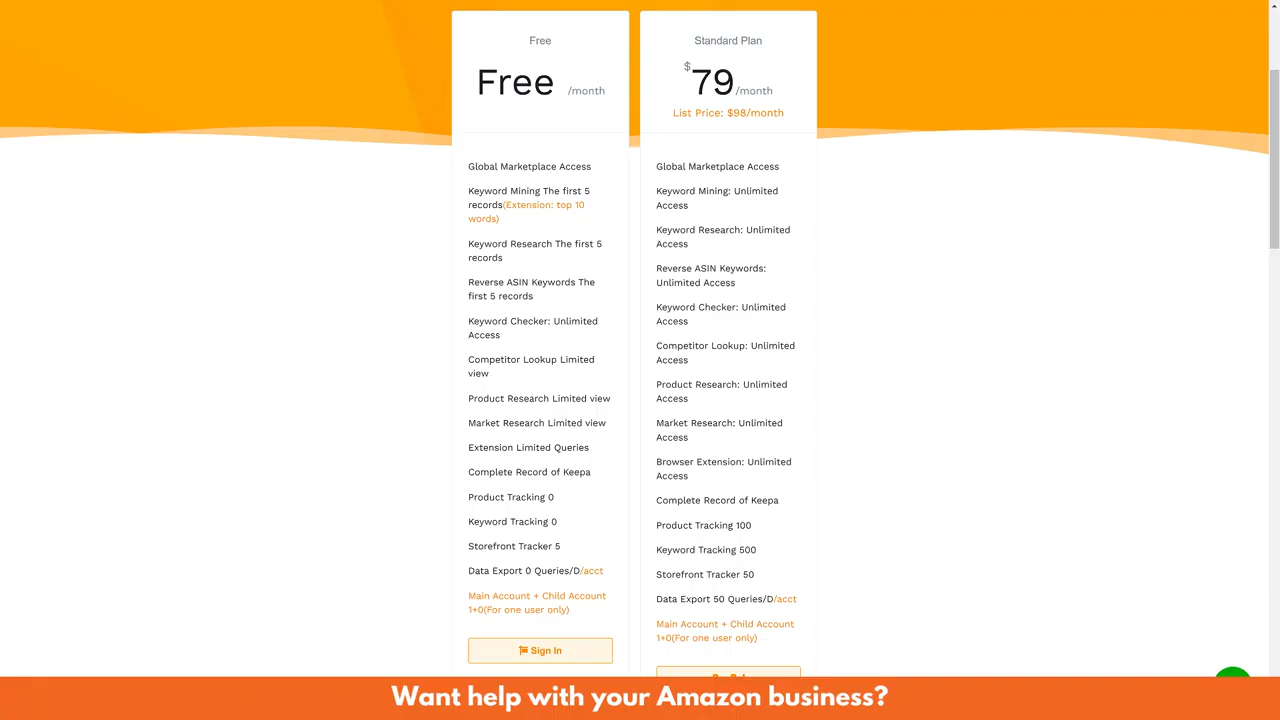 Free
Free /month
Global Marketplace Access
Keyword Mining The first 5
records(Extension: top 10
words)
Keyword Research The first 5
records
Reverse ASIN Keywords The
first 5 records
Keyword Checker: Unlimited
Access
Competitor Lookup Limited
view
Product Research Limited view
Market Research Limited view
Extension Limited Queries
Complete Record of Keepa
Product Tracking 0
Keyword Tracking 0
Storefront Tracker 5
Data Export 0 Queries/D/acct
Main Account + Child Account
1+0(For one user only)
Sign In
Standard Plan
$79/month
List Price: $98/month
Global Marketplace Access
Keyword Mining: Unlimited
Access
Keyword Research: Unlimited
Access
Reverse ASIN Keywords:
Unlimited Access
Keyword Checker: Unlimited
Access
Competitor Lookup: Unlimited
Access
Product Research: Unlimited
Access
Market Research: Unlimited
Access
Browser Extension: Unlimited
Access
Complete Record of Keepa
Product Tracking 100
Keyword Tracking 500
Storefront Tracker 50
Data Export 50 Queries/D/acct
Main Account + Child Account
1+0(For one user only)
Want help with your Amazon business?